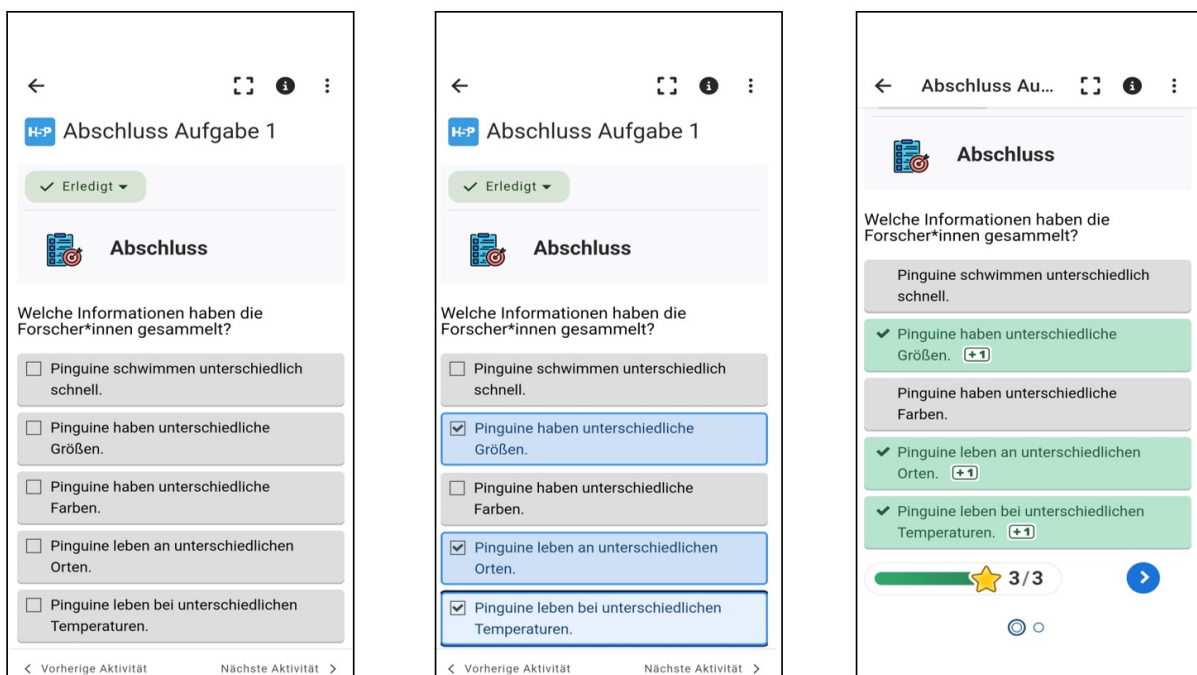 H-P Abschluss Aufgabe 1
Erledigt
Abschluss
Welche Informationen haben die
Forscher*innen gesammelt?
Pinguine schwimmen unterschiedlich
schnell.
Pinguine haben unterschiedliche
Größen.
Pinguine haben unterschiedliche
Farben.
Pinguine leben an unterschiedlichen
Orten.
Pinguine leben bei unterschiedlichen
Temperaturen.
Vorherige Aktivität Nächste Aktivität
H-P Abschluss Aufgabe 1
Erledigt
Abschluss
Welche Informationen haben die
Forscher*innen gesammelt?
Pinguine schwimmen unterschiedlich
schnell.
Pinguine haben unterschiedliche
Größen.
Pinguine haben unterschiedliche
Farben.
Pinguine leben an unterschiedlichen
Orten.
Pinguine leben bei unterschiedlichen
Temperaturen.
Vorherige Aktivität Nächste Aktivität
Abschluss Au...
Abschluss
Welche Informationen haben die
Forscher*innen gesammelt?
Pinguine schwimmen unterschiedlich
schnell.
Pinguine haben unterschiedliche
Größen. +1
Pinguine haben unterschiedliche
Farben.
Pinguine leben an unterschiedlichen
Orten. +1
Pinguine leben bei unterschiedlichen
Temperaturen. +1
3/3